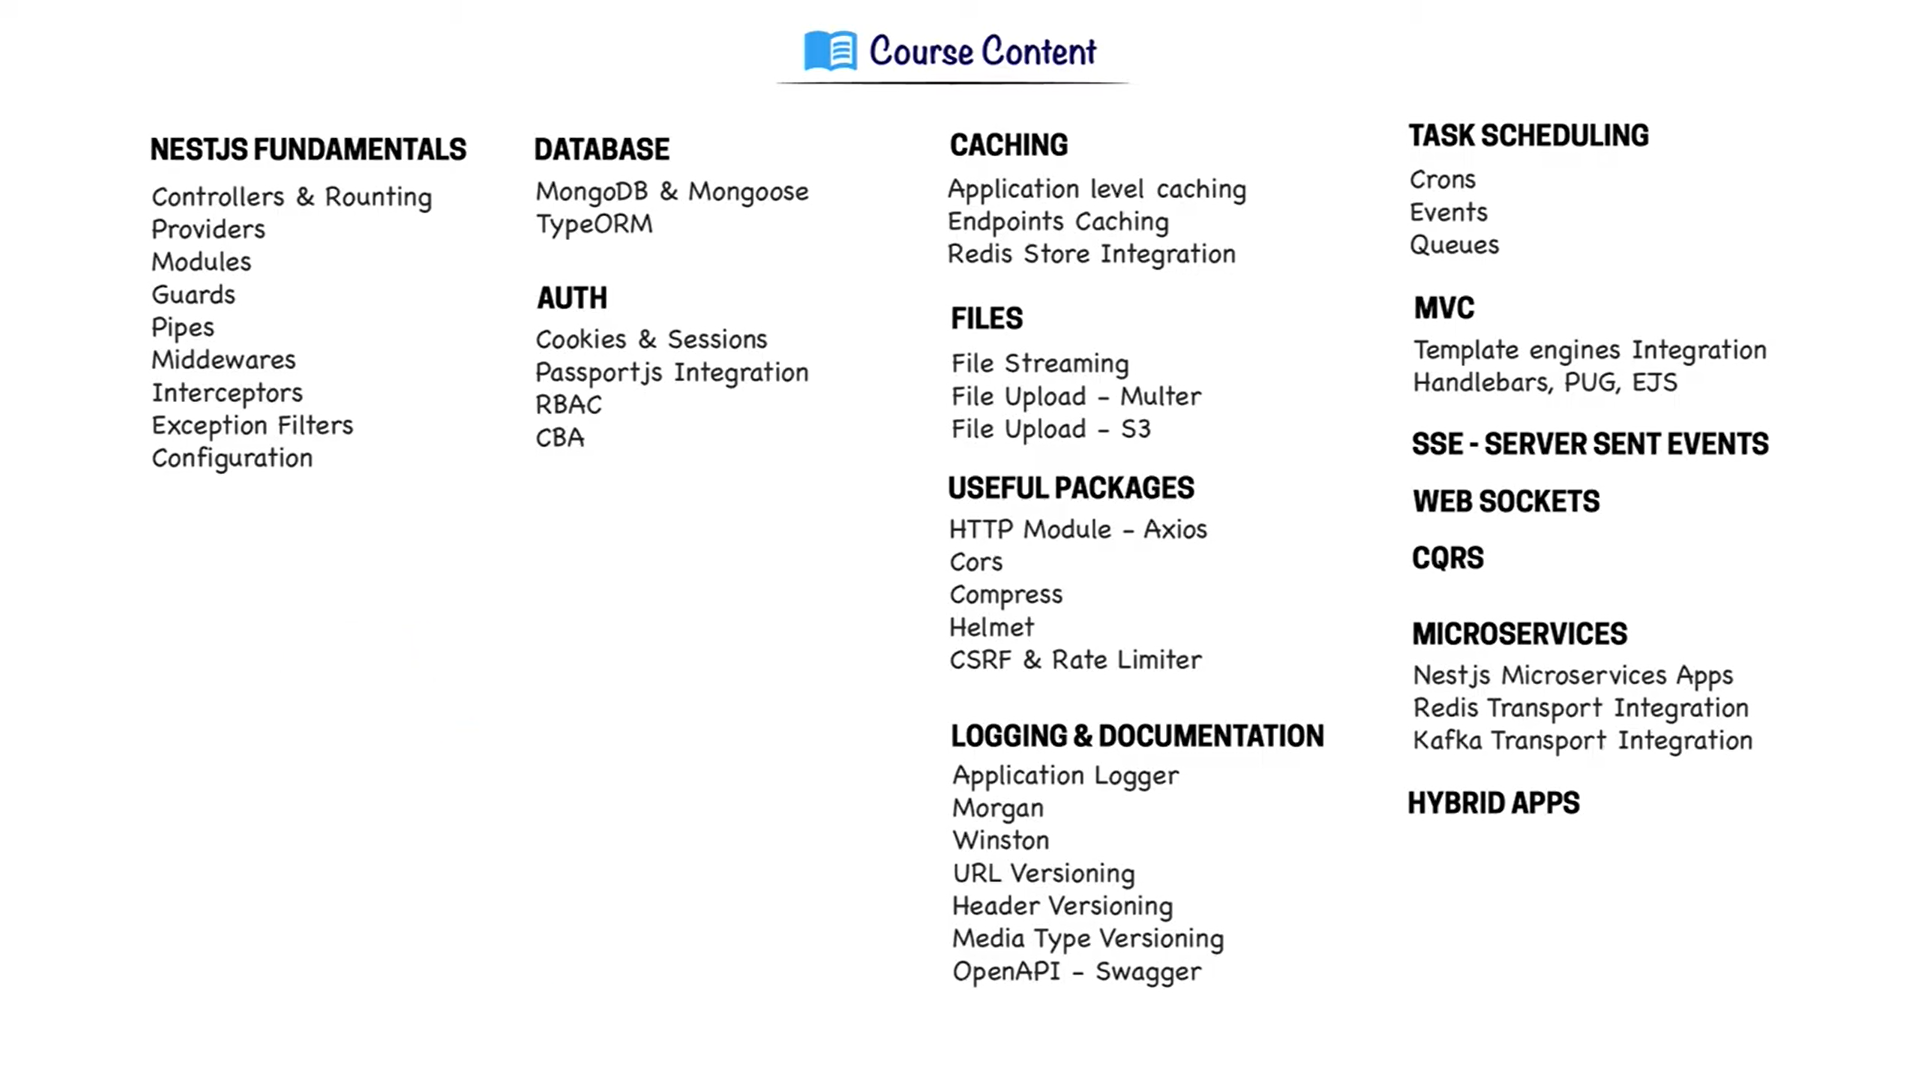 Course Content
NESTJS FUNDAMENTALS
Controllers & Rounting
Providers
Modules
Guards
Pipes
Middewares
Interceptors
Exception Filters
Configuration
DATABASE
MongoDB & Mongoose
TypeORM
AUTH
Cookies & Sessions
Passportjs Integration
RBAC
CBA
CACHING
Application level caching
Endpoints Caching
Redis Store Integration
FILES
File Streaming
File Upload - Multer
File Upload - S3
USEFUL PACKAGES
HTTP Module - Axios
Cors
Compress
Helmet
CSRF & Rate Limiter
LOGGING & DOCUMENTATION
Application Logger
Morgan
Winston
URL Versioning
Header Versioning
Media Type Versioning
OpenAPI - Swagger
TASK SCHEDULING
Crons
Events
Queues
MVC
Template engines Integration
Handlebars, PUG, EJS
SSE - SERVER SENT EVENTS
WEB SOCKETS
CQRS
MICROSERVICES
Nestjs Microservices Apps
Redis Transport Integration
Kafka Transport Integration
HYBRID APPS